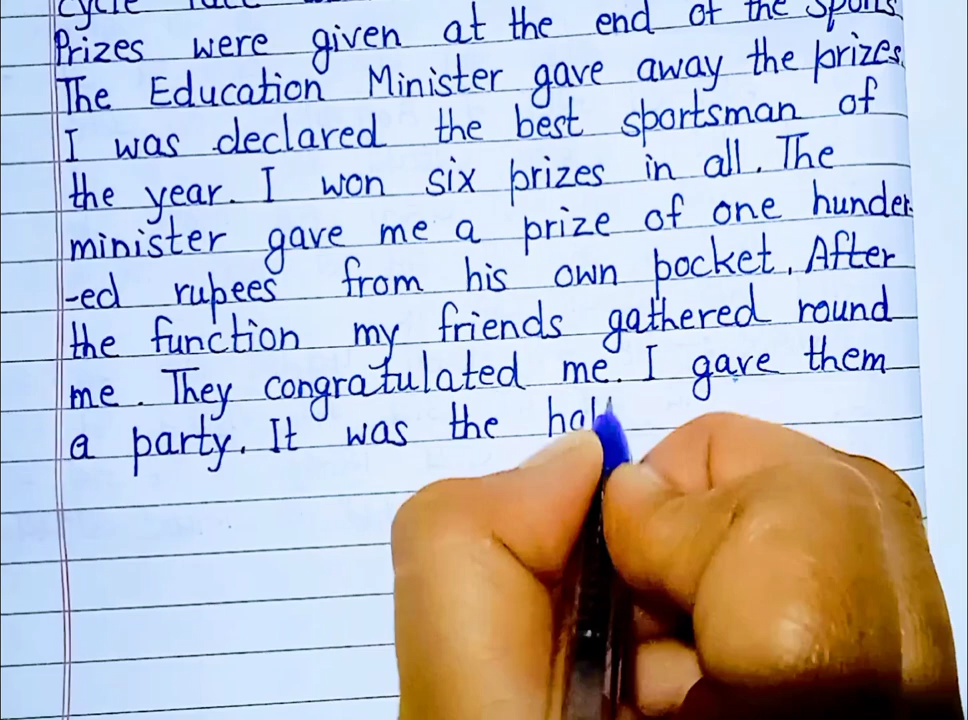 cycle race
Prizes were given at the end of the sports.
The Education Minister gave away the prizes.
I was declared the best sportsman of
the year. I won six prizes in all. The
minister gave me a prize of one hunder
-ed rupees from his own pocket. After
the function my friends gathered round
me. They congratulated me. I gave them
a party. It was the